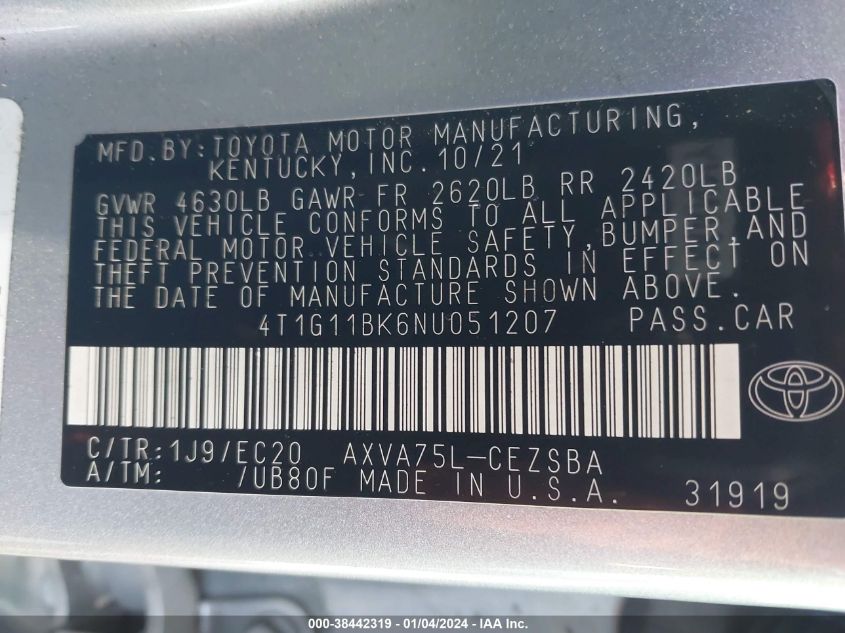 MFD.BY:TOYOTA MOTOR MANUFACTURING,
KENTUCKY,INC.10/21
GVWR 4630LB GAWR FR 2620LB RR 2420LB
THIS VEHICLE CONFORMS TO ALL APPLICABLE
FEDERAL MOTOR VEHICLE SAFETY,BUMPER,AND
THEFT PREVENTION STANDARDS IN EFFECT ON
THE DATE OF MANUFACTURE SHOWN ABOVE.
4T1G11BK6NU051207 PASS.CAR
C/TR:1J9/EC20 AXVA75L-CEZSBA
A/TM: /UB80F MADE IN U.S.A. 31919
000-38442319 | 01/04/2024 | IAA Inc.